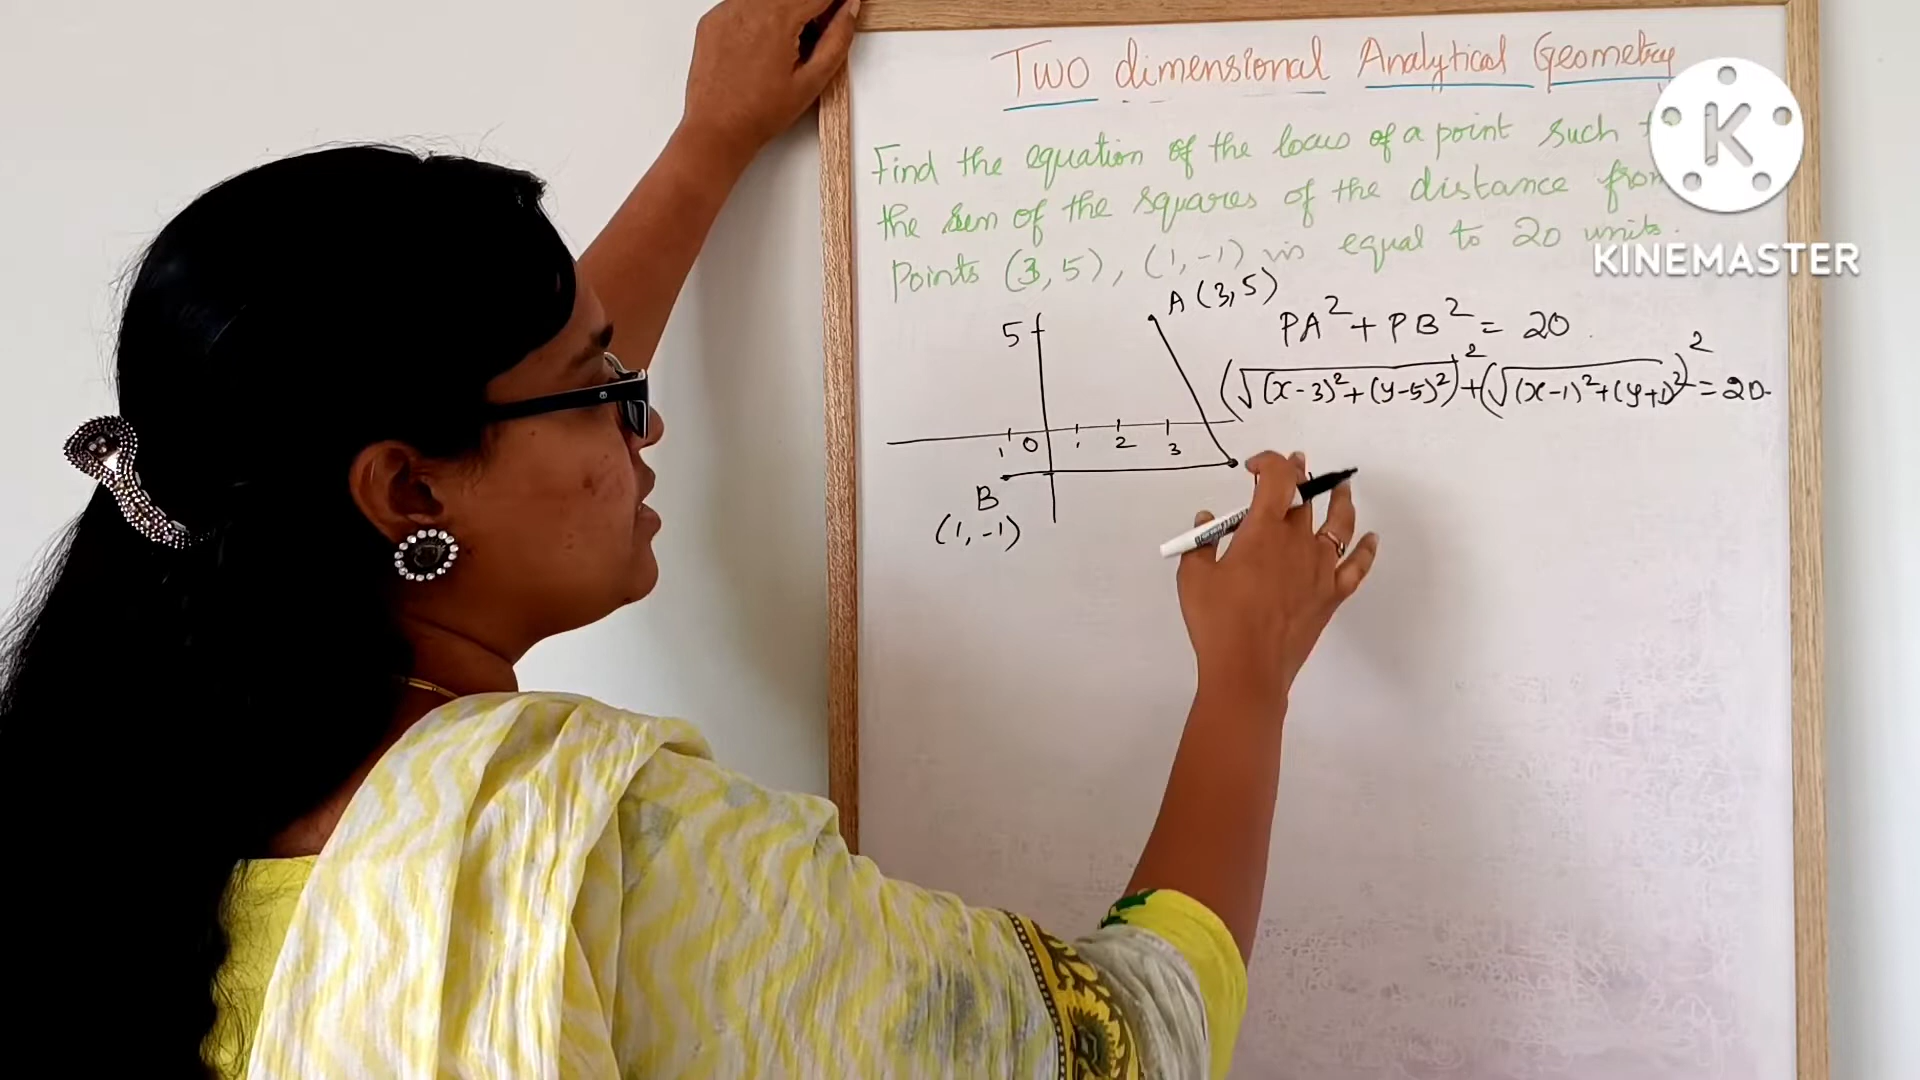 Two dimensional Analytical Geometry
Find the equation of the locus of a point such
the sum of the squares of the distance from
points (3,5), (1,-1) is equal to 20 units.
K
KINEMASTER
A (3,5)
5
PA² + PB² = 20
(√(x-3)²+(y-5)²)² + (√(x-1)²+(y+1)²)² = 20
1 0 1 2 3
B
(1,-1)